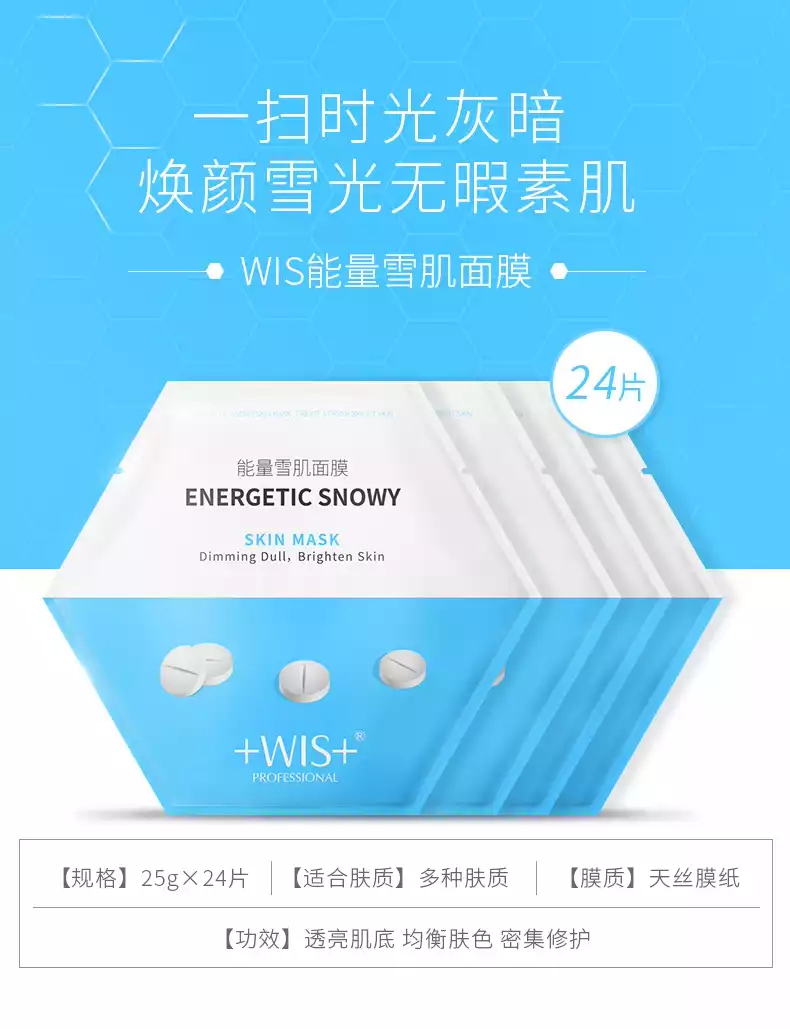 一扫时光灰暗
焕颜雪光无暇素肌
WIS能量雪肌面膜
24片
能量雪肌面膜
ENERGETIC SNOWY
SKIN MASK
Dimming Dull, Brighten Skin
+WIS+®
PROFESSIONAL
【规格】25g×24片 【适合肤质】多种肤质 【膜质】天丝膜纸
【功效】透亮肌底 均衡肤色 密集修护